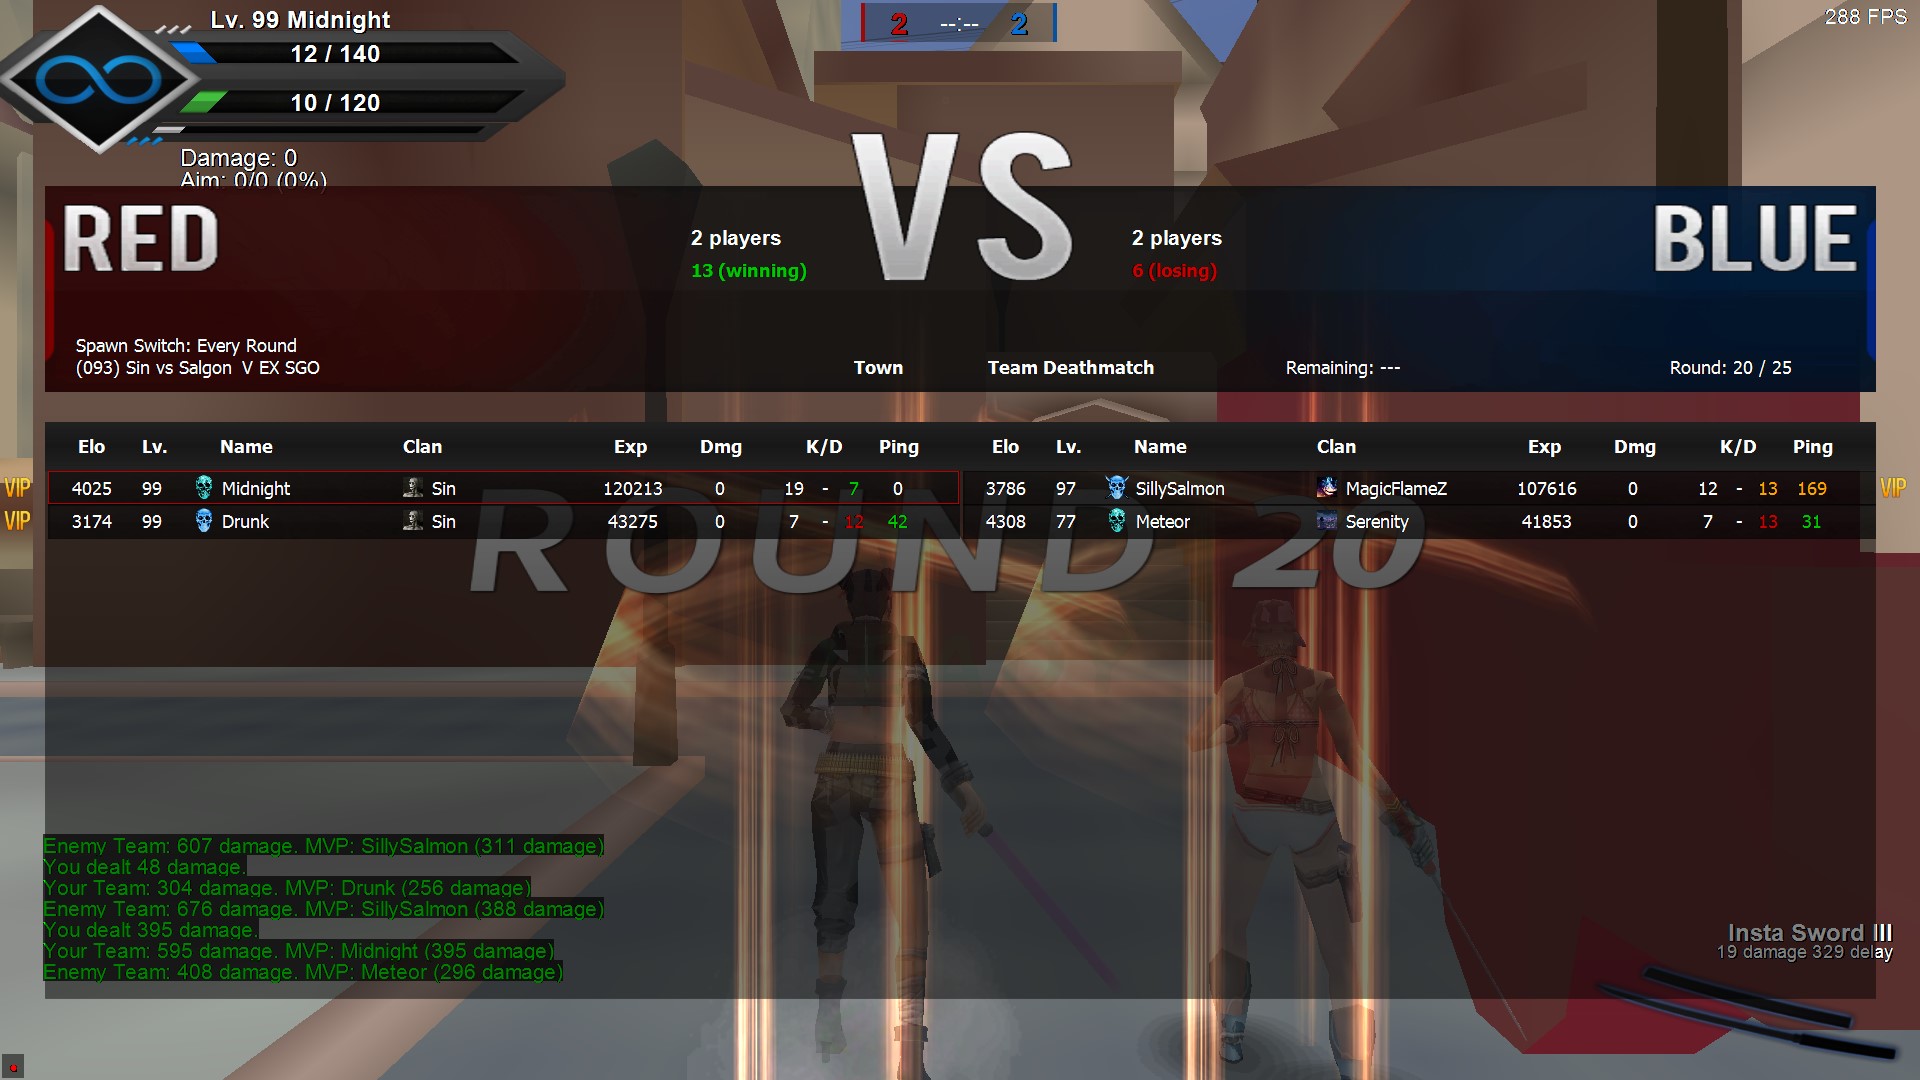 Lv. 99 Midnight
12 / 140
10 / 120
Damage: 0
Aim: 0/0 (0%)
2 --:-- 2
288 FPS
RED VS BLUE
2 players
13 (winning)
2 players
6 (losing)
Spawn Switch: Every Round
(093) Sin vs Salgon V EX SGO
Town Team Deathmatch Remaining: --- Round: 20 / 25
Elo Lv. Name Clan Exp Dmg K/D Ping Elo Lv. Name Clan Exp Dmg K/D Ping
VIP 4025 99 Midnight Sin 120213 0 19 - 7 0 3786 97 SillySalmon MagicFlameZ 107616 0 12 - 13 169 VIP
VIP 3174 99 Drunk Sin 43275 0 7 - 12 42 4308 77 Meteor Serenity 41853 0 7 - 13 31
ROUND 20
Enemy Team: 607 damage. MVP: SillySalmon (311 damage)
You dealt 48 damage.
Your Team: 304 damage. MVP: Drunk (256 damage)
Enemy Team: 676 damage. MVP: SillySalmon (388 damage)
You dealt 395 damage.
Your Team: 595 damage. MVP: Midnight (395 damage)
Enemy Team: 408 damage. MVP: Meteor (296 damage)
Insta Sword III
19 damage 329 delay